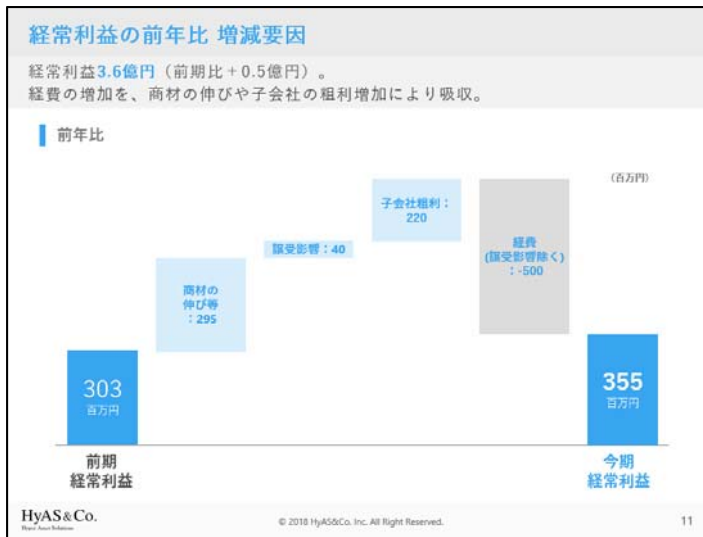 経常利益の前年比 増減要因
経常利益3.6億円（前期比＋0.5億円）。
経費の増加を、商材の伸びや子会社の粗利増加により吸収。
前年比
（百万円）
子会社粗利：
220
譲受影響：40
経費
(譲受影響除く)
：-500
商材の
伸び等
：295
303
百万円
355
百万円
前期
経常利益
今期
経常利益
HyAS&Co.
Home Asset Solutions
© 2018 HyAS&Co. Inc. All Right Reserved.
11